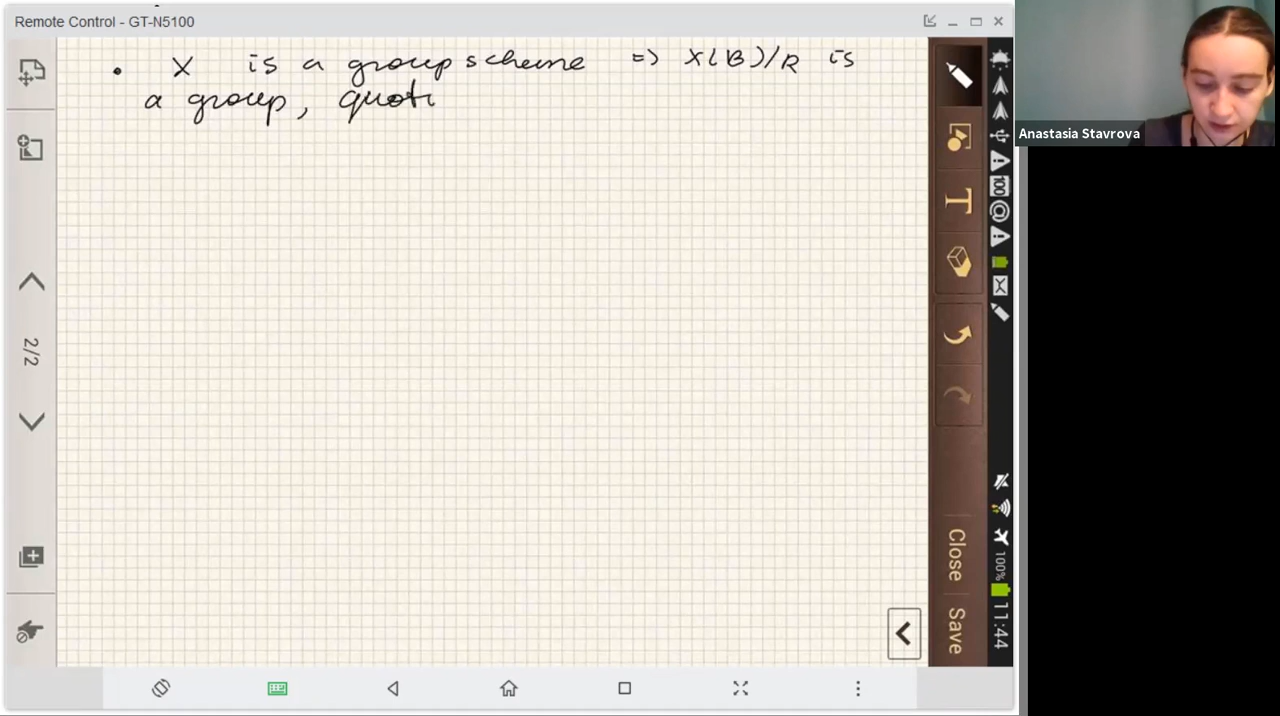 Remote Control - GT-N5100
• X is a group scheme => X(B)/R is
a group, quoti
Anastasia Stavrova
2/2
T
100
@
Close
Save
100%
11:44